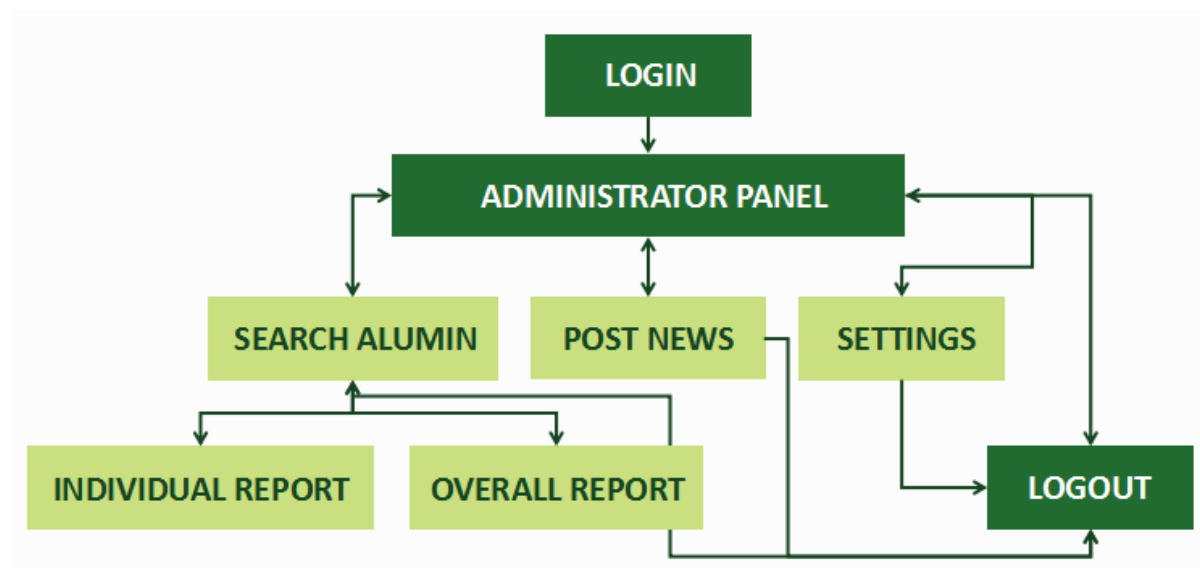 LOGIN
ADMINISTRATOR PANEL
SEARCH ALUMIN
POST NEWS
SETTINGS
INDIVIDUAL REPORT
OVERALL REPORT
LOGOUT